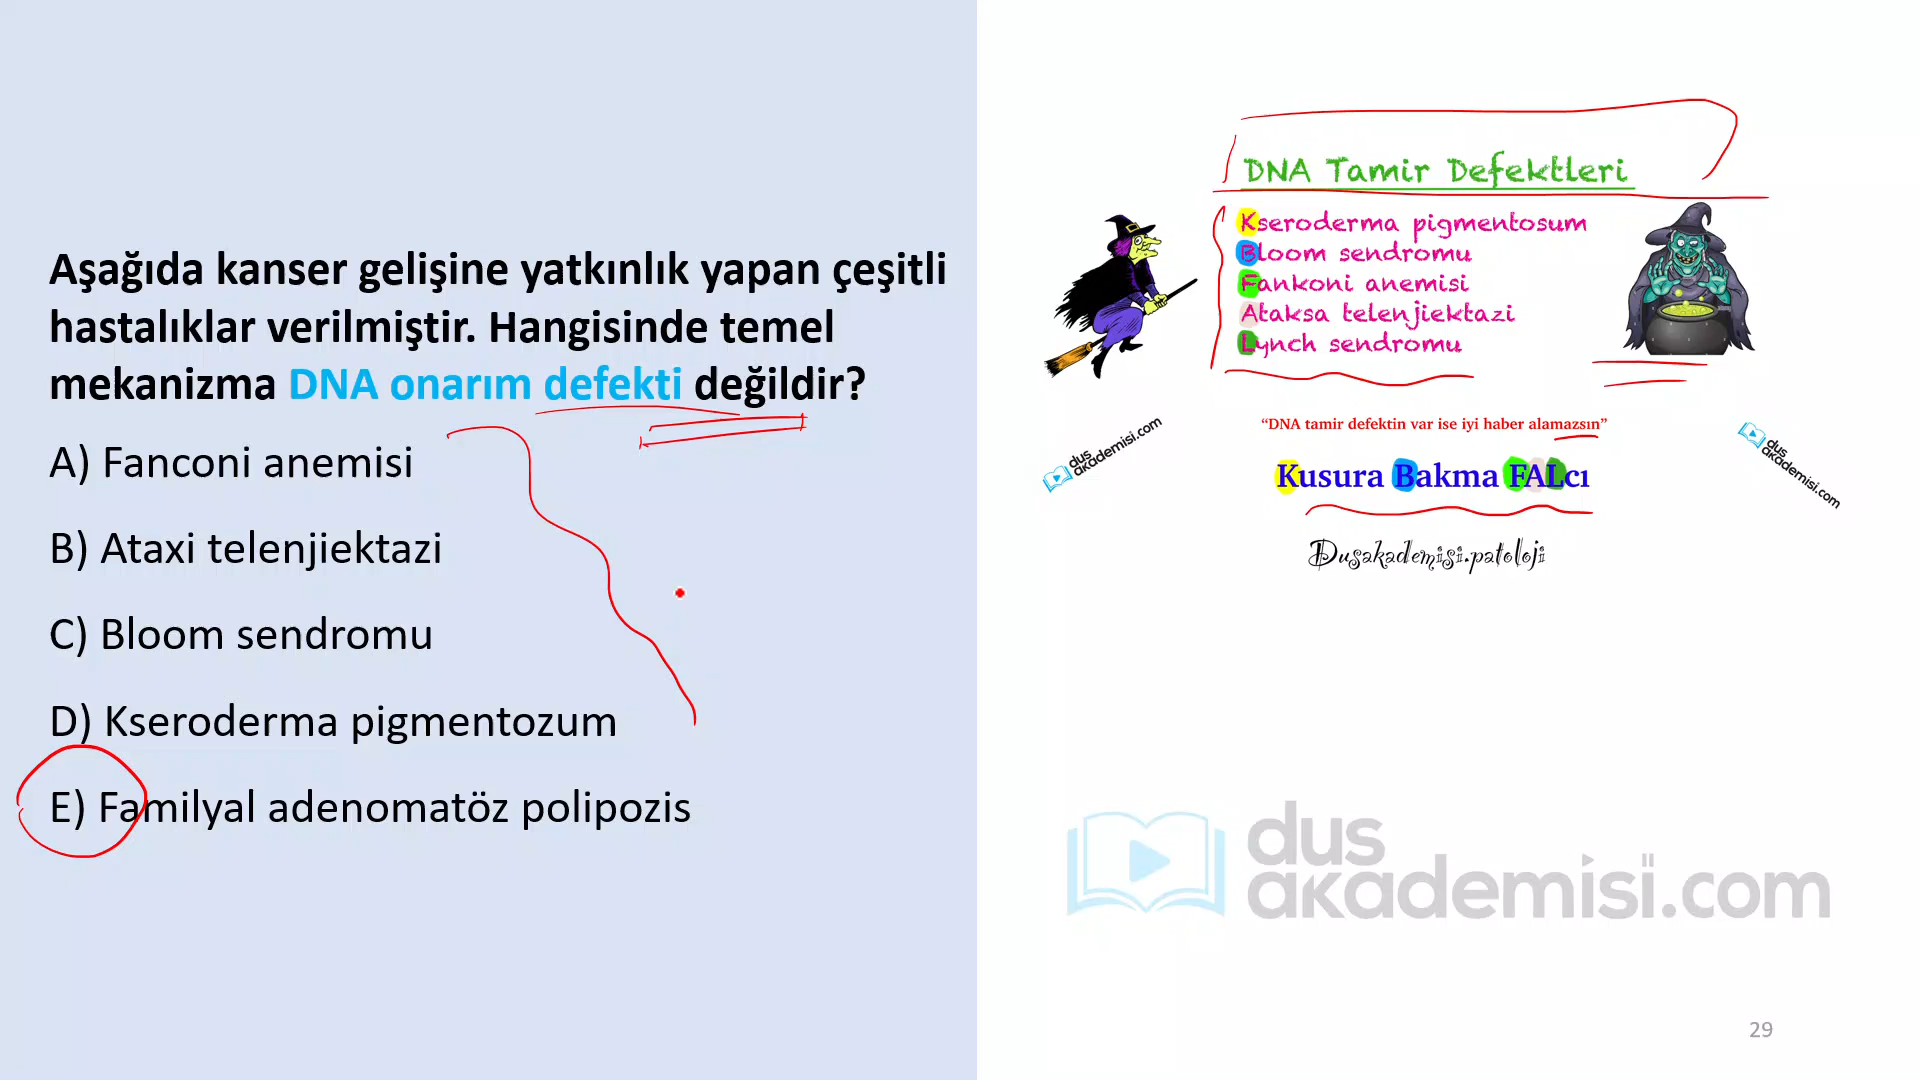 Aşağıda kanser gelişine yatkınlık yapan çeşitli
hastalıklar verilmiştir. Hangisinde temel
mekanizma DNA onarım defekti değildir?
A) Fanconi anemisi
B) Ataxi telenjiektazi
C) Bloom sendromu
D) Kseroderma pigmentozum
E) Familyal adenomatöz polipozis
DNA Tamir Defektleri
Kseroderma pigmentosum
Bloom sendromu
Fankoni anemisi
Ataksa telenjiektazi
Lynch sendromu
dus
akademisi.com
dus
akademisi.com
“DNA tamir defektin var ise iyi haber alamazsın”
Kusura Bakma FALcı
Dusakademisi.patoloji
dus
akademisi.com
29